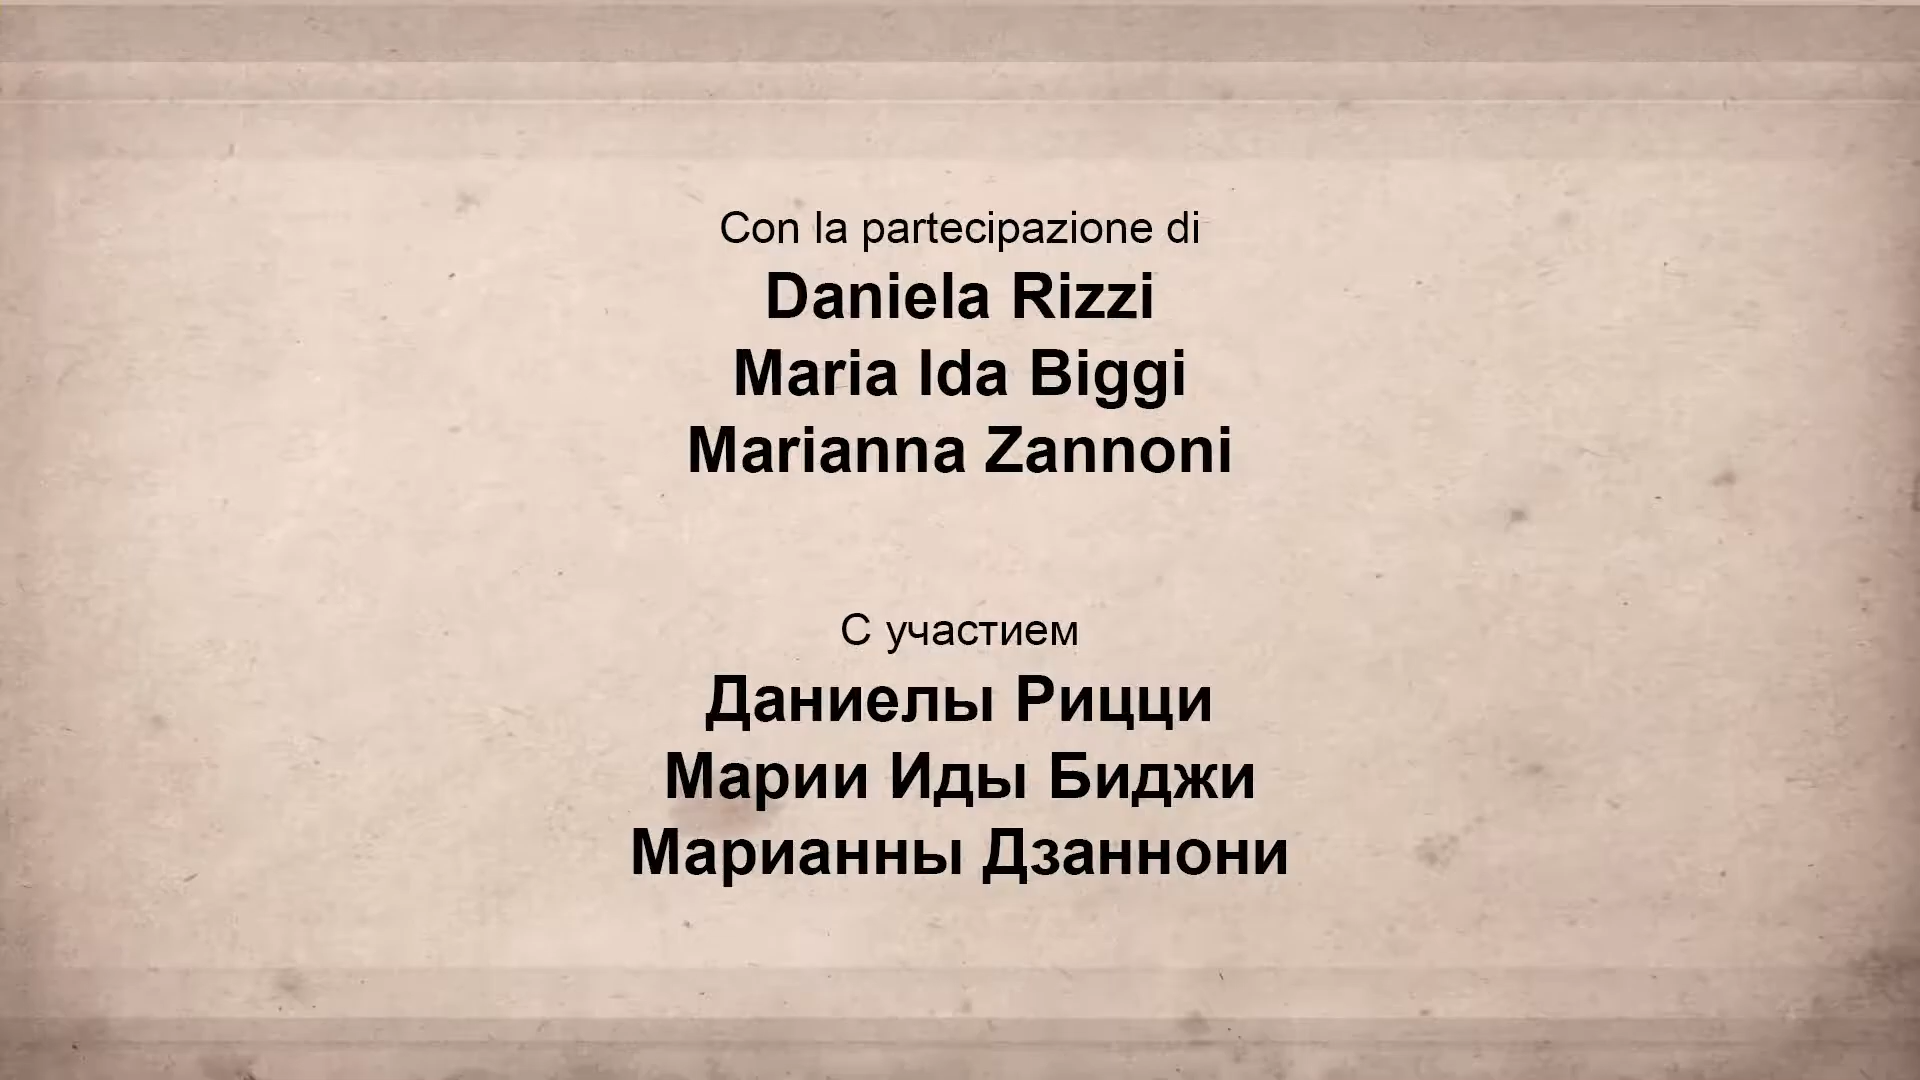 Con la partecipazione di
Daniela Rizzi
Maria Ida Biggi
Marianna Zannoni
С участием
Даниелы Рицци
Марии Иды Биджи
Марианны Дзаннони